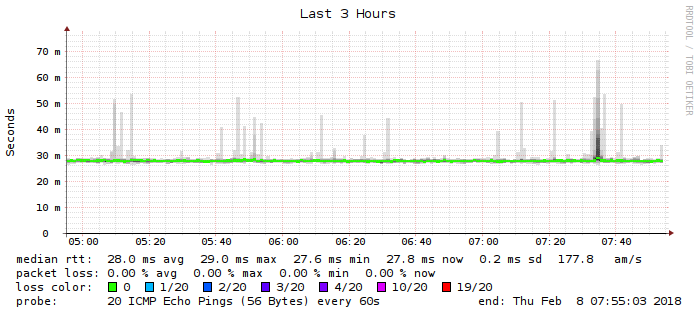 Last 3 Hours
RRDTOOL / TOBI OETIKER
Seconds
70 m
60 m
50 m
40 m
30 m
20 m
10 m
0
05:00 05:20 05:40 06:00 06:20 06:40 07:00 07:20 07:40
median rtt: 28.0 ms avg 29.0 ms max 27.6 ms min 27.8 ms now 0.2 ms sd 177.8 am/s
packet loss: 0.00 % avg 0.00 % max 0.00 % min 0.00 % now
loss color: 0 1/20 2/20 3/20 4/20 10/20 19/20
probe: 20 ICMP Echo Pings (56 Bytes) every 60s end: Thu Feb 8 07:55:03 2018